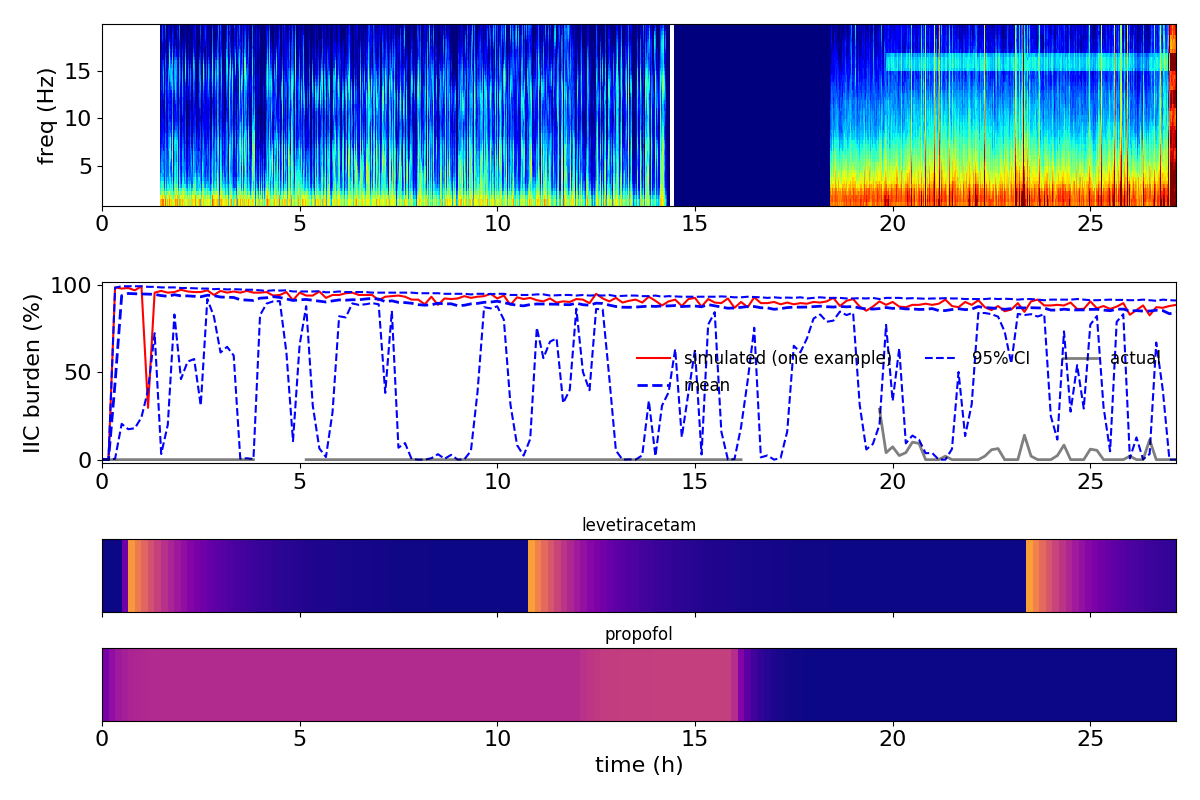 freq (Hz)
15
10
5
0 5 10 15 20 25
IIC burden (%)
100
50
0
simulated (one example) 95% CI actual
mean
0 5 10 15 20 25
levetiracetam
propofol
0 5 10 15 20 25
time (h)